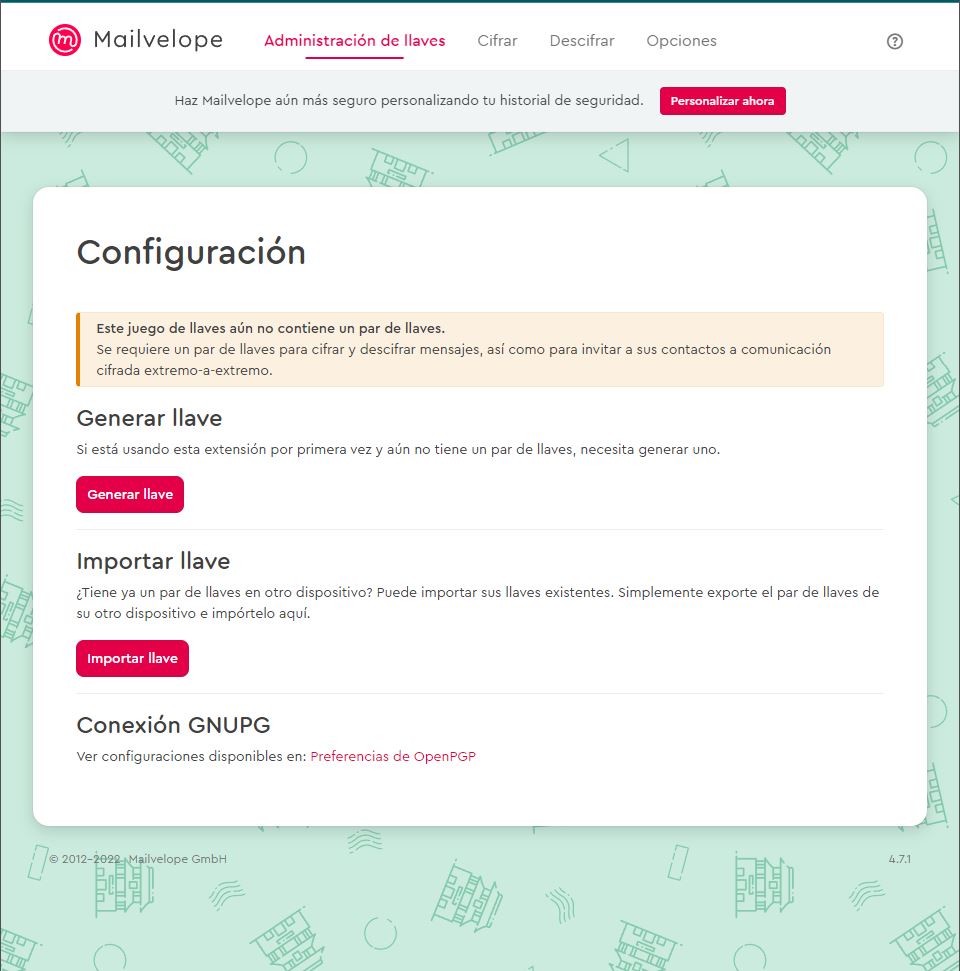 Mailvelope Administración de llaves Cifrar Descifrar Opciones
Haz Mailvelope aún más seguro personalizando tu historial de seguridad. Personalizar ahora
Configuración
Este juego de llaves aún no contiene un par de llaves.
Se requiere un par de llaves para cifrar y descifrar mensajes, así como para invitar a sus contactos a comunicación
cifrada extremo-a-extremo.
Generar llave
Si está usando esta extensión por primera vez y aún no tiene un par de llaves, necesita generar uno.
Generar llave
Importar llave
¿Tiene ya un par de llaves en otro dispositivo? Puede importar sus llaves existentes. Simplemente exporte el par de llaves de
su otro dispositivo e impórtelo aquí.
Importar llave
Conexión GNUPG
Ver configuraciones disponibles en: Preferencias de OpenPGP
© 2012-2022 Mailvelope GmbH 4.7.1